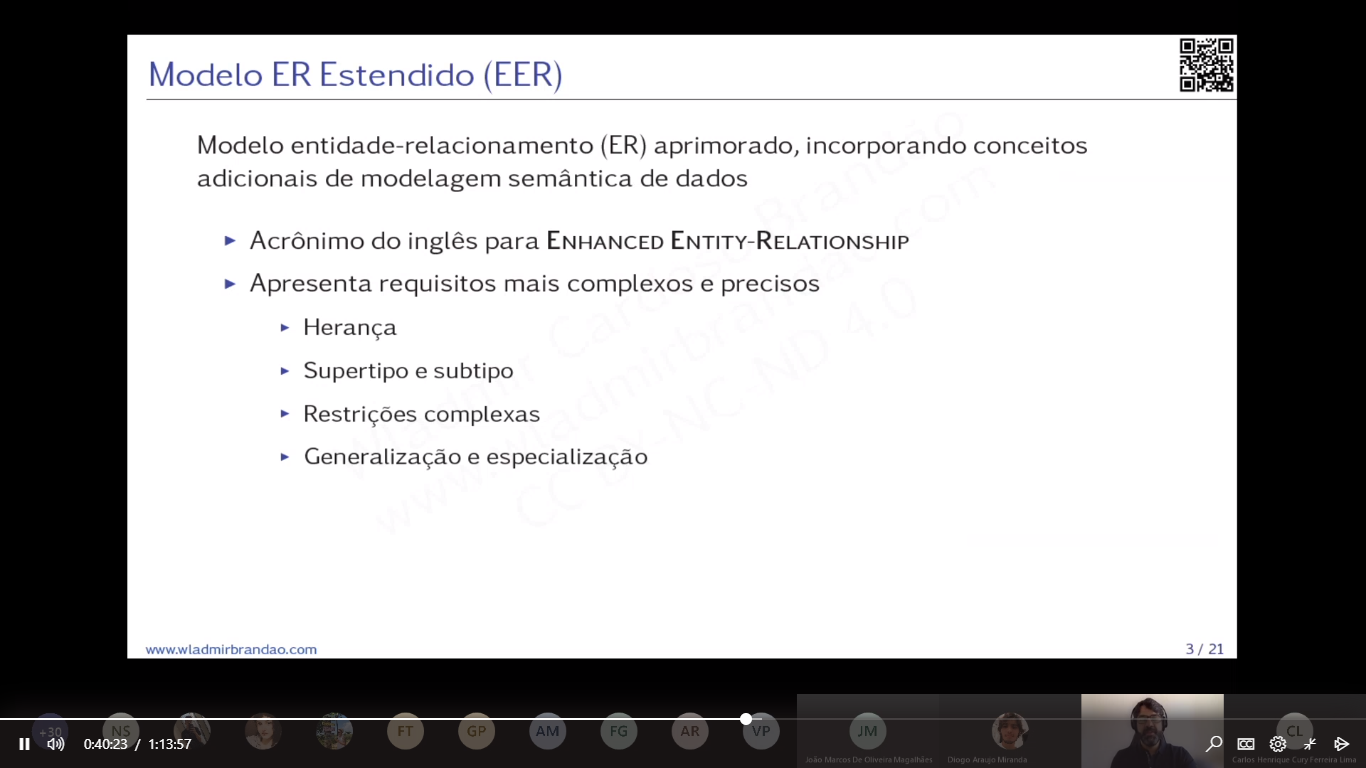 Modelo ER Estendido (EER)
Modelo entidade-relacionamento (ER) aprimorado, incorporando conceitos
adicionais de modelagem semântica de dados
▶ Acrônimo do inglês para ENHANCED ENTITY-RELATIONSHIP
▶ Apresenta requisitos mais complexos e precisos
▶ Herança
▶ Supertipo e subtipo
▶ Restrições complexas
▶ Generalização e especialização
Wladmir Cardoso Brandão
www.wladmirbrandao.com
CC BY-NC-ND 4.0
www.wladmirbrandao.com
3 / 21
+30 NS FT GP AM FG AR VP JM CL
0:40:23 / 1:13:57
João Marcos De Oliveira Magalhães
Diogo Araujo Miranda
Carlos Henrique Cury Ferreira Lima